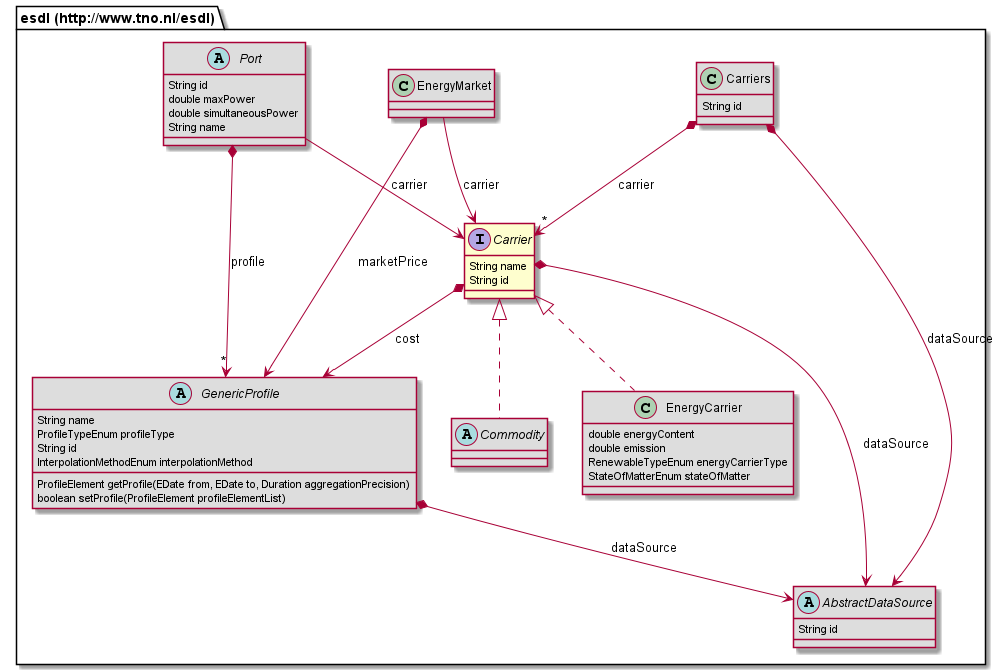 esdl (http://www.tno.nl/esdl)
A Port
String id
double maxPower
double simultaneousPower
String name
C EnergyMarket
C Carriers
String id
carrier
carrier
carrier
*
I Carrier
String name
String id
profile
marketPrice
cost
dataSource
*
A GenericProfile
String name
ProfileTypeEnum profileType
String id
InterpolationMethodEnum interpolationMethod
ProfileElement getProfile(EDate from, EDate to, Duration aggregationPrecision)
boolean setProfile(ProfileElement profileElementList)
A Commodity
C EnergyCarrier
double energyContent
double emission
RenewableTypeEnum energyCarrierType
StateOfMatterEnum stateOfMatter
dataSource
dataSource
A AbstractDataSource
String id